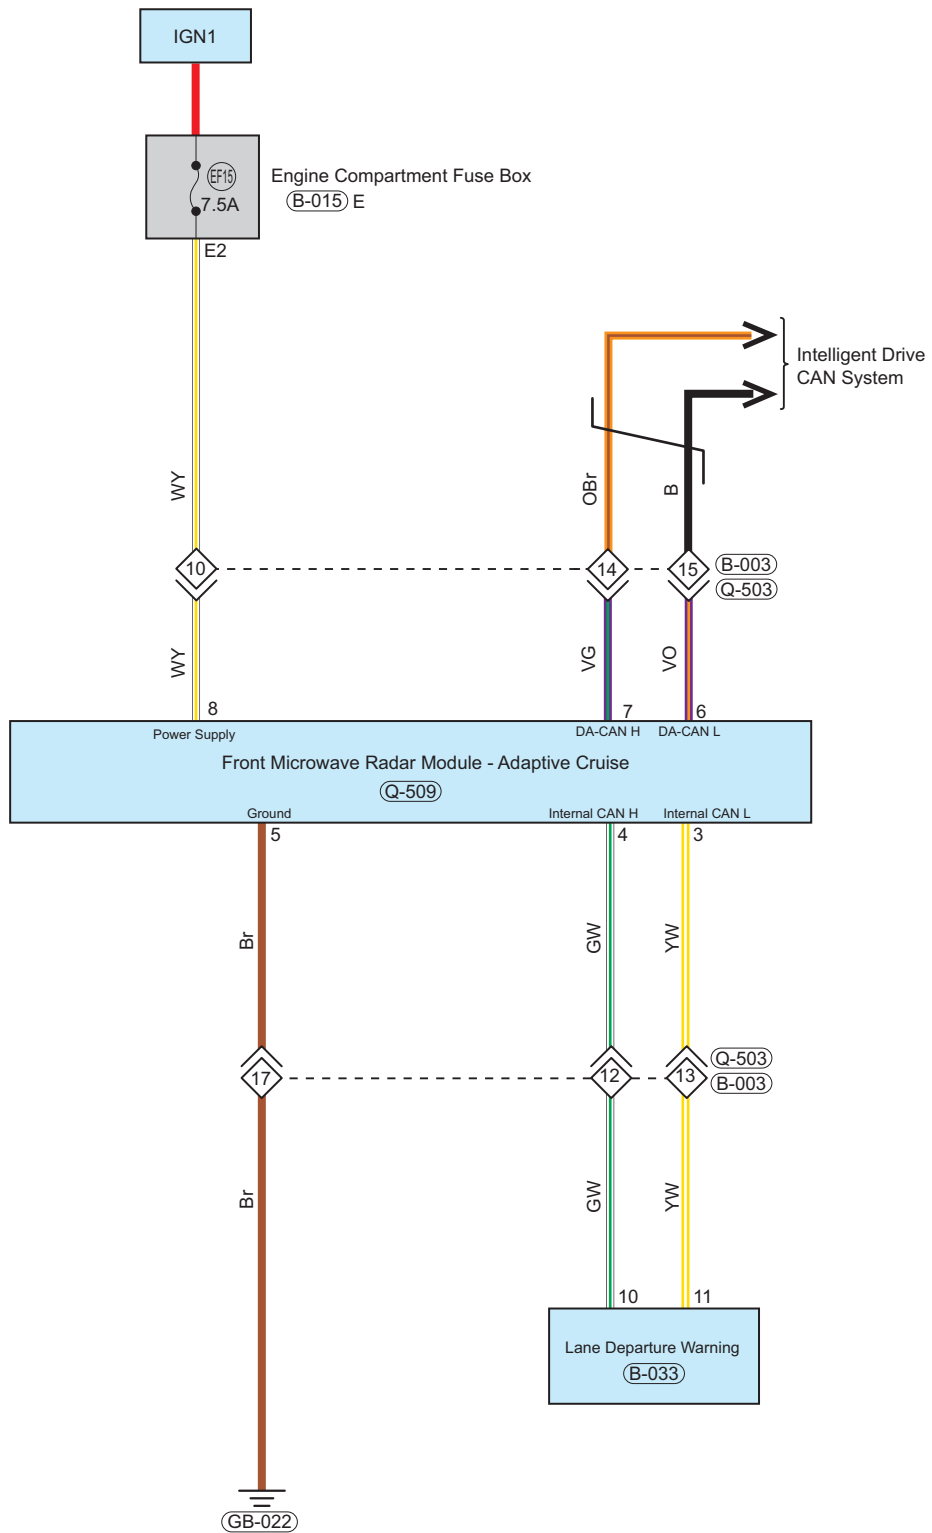 IGN1
EF15
7.5A
Engine Compartment Fuse Box
B-015 E
E2
Intelligent Drive
CAN System
WY
OBr
B
10
14
15
B-003
Q-503
WY
VG
VO
8
7
6
Power Supply
DA-CAN H
DA-CAN L
Front Microwave Radar Module - Adaptive Cruise
Q-509
Ground
Internal CAN H
Internal CAN L
5
4
3
Br
GW
YW
17
12
13
Q-503
B-003
Br
GW
YW
10
11
Lane Departure Warning
B-033
GB-022